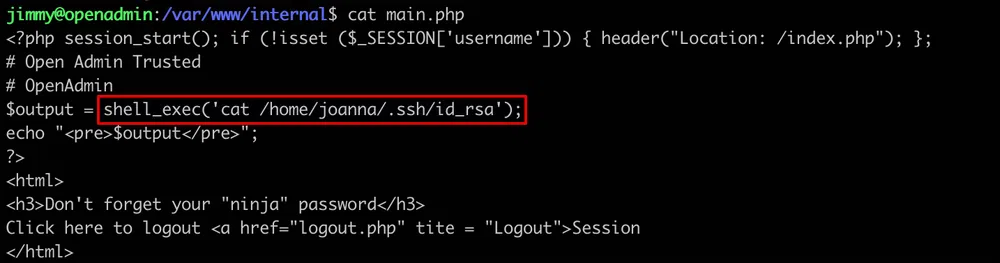 jimmy@openadmin:/var/www/internal$ cat main.php
<?php session_start(); if (!isset ($_SESSION['username'])) { header("Location: /index.php"); };
# Open Admin Trusted
# OpenAdmin
$output = shell_exec('cat /home/joanna/.ssh/id_rsa');
echo "<pre>$output</pre>";
?>
<html>
<h3>Don't forget your "ninja" password</h3>
Click here to logout <a href="logout.php" tite = "Logout">Session
</html>